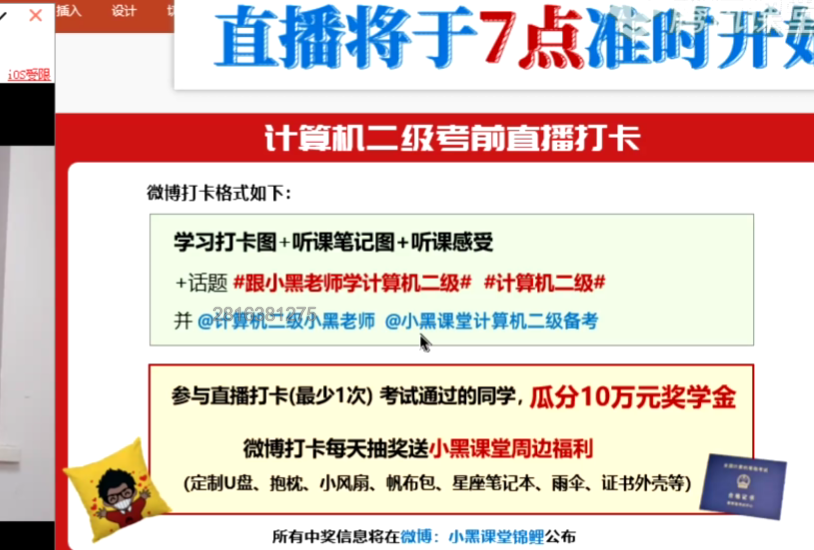 插入 设计
直播将于7点准时开始
iOS受限
计算机二级考前直播打卡
微博打卡格式如下：
学习打卡图+听课笔记图+听课感受
+话题 #跟小黑老师学计算机二级# #计算机二级#
并 @计算机二级小黑老师 @小黑课堂计算机二级备考
参与直播打卡(最少1次) 考试通过的同学，瓜分10万元奖学金
微博打卡每天抽奖送小黑课堂周边福利
(定制U盘、抱枕、小风扇、帆布包、星座笔记本、雨伞、证书外壳等)
所有中奖信息将在微博：小黑课堂锦鲤公布